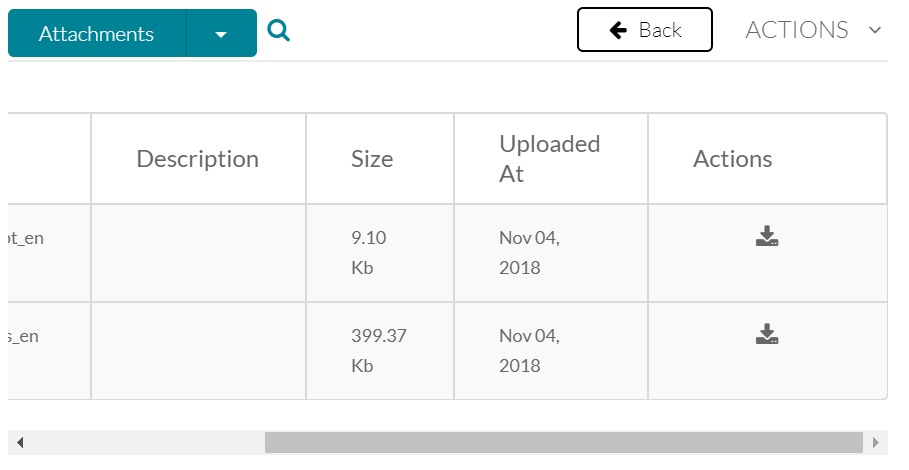 Attachments
Back
ACTIONS
Description
Size
Uploaded
At
Actions
_en
9.10
Kb
Nov 04,
2018
s_en
399.37
Kb
Nov 04,
2018